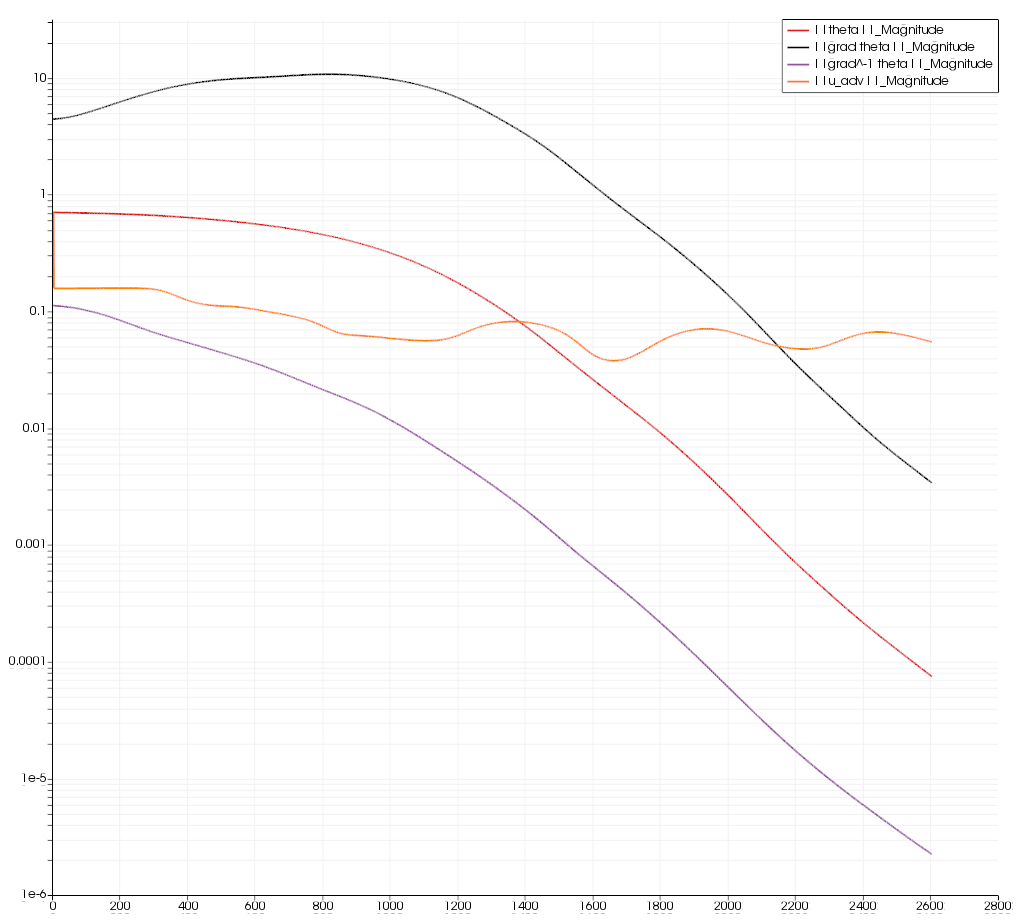 ||theta||_Magnitude
||grad theta||_Magnitude
||grad^-1 theta||_Magnitude
||u_adv||_Magnitude
10
1
0.1
0.01
0.001
0.0001
1e-5
1e-6
0 200 400 600 800 1000 1200 1400 1600 1800 2000 2200 2400 2600 2800